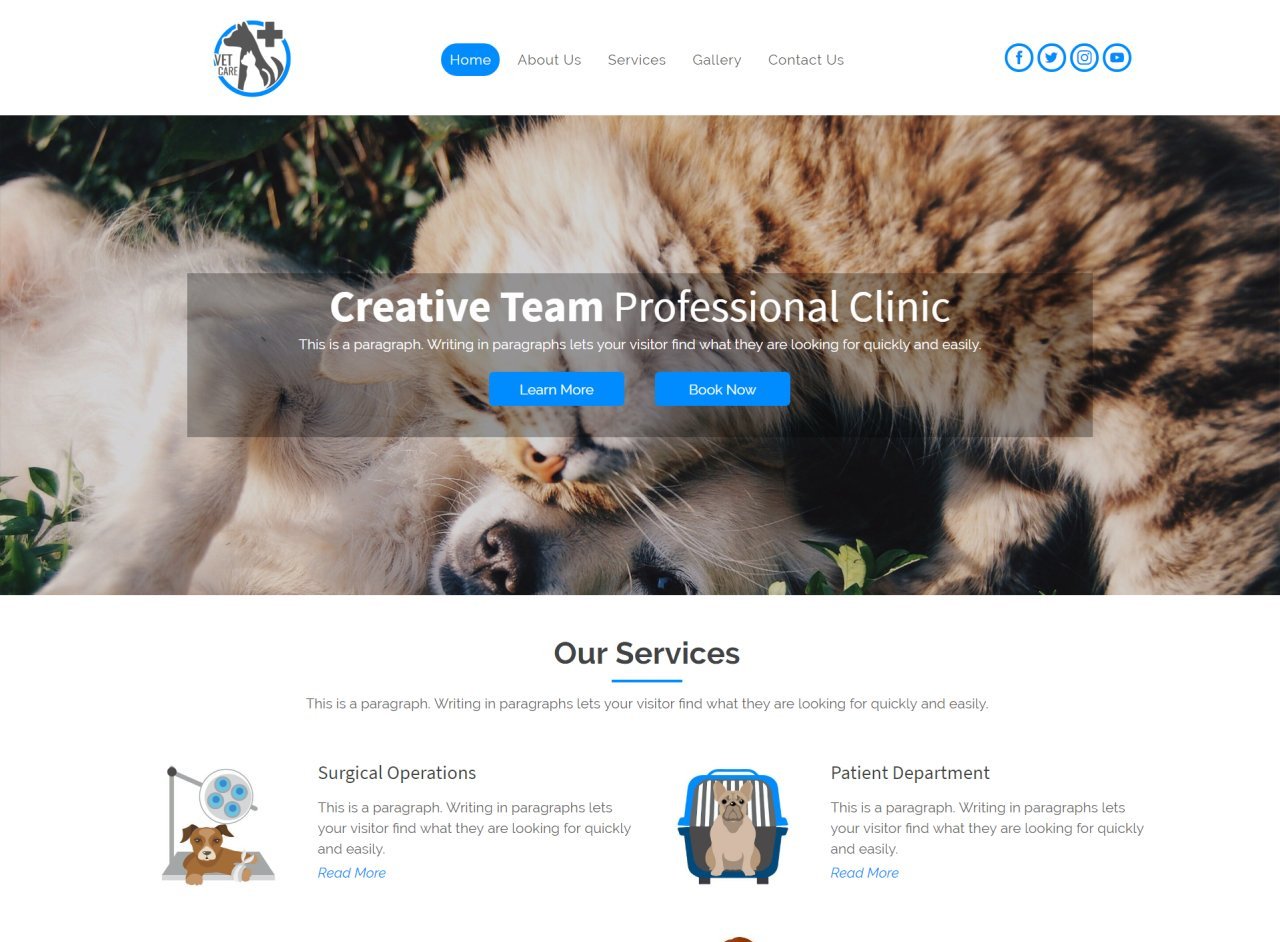 VET
CARE
Home
About Us
Services
Gallery
Contact Us
Creative Team Professional Clinic
This is a paragraph. Writing in paragraphs lets your visitor find what they are looking for quickly and easily.
Learn More
Book Now
Our Services
This is a paragraph. Writing in paragraphs lets your visitor find what they are looking for quickly and easily.
Surgical Operations
This is a paragraph. Writing in paragraphs lets
your visitor find what they are looking for quickly
and easily.
Read More
Patient Department
This is a paragraph. Writing in paragraphs lets
your visitor find what they are looking for quickly
and easily.
Read More